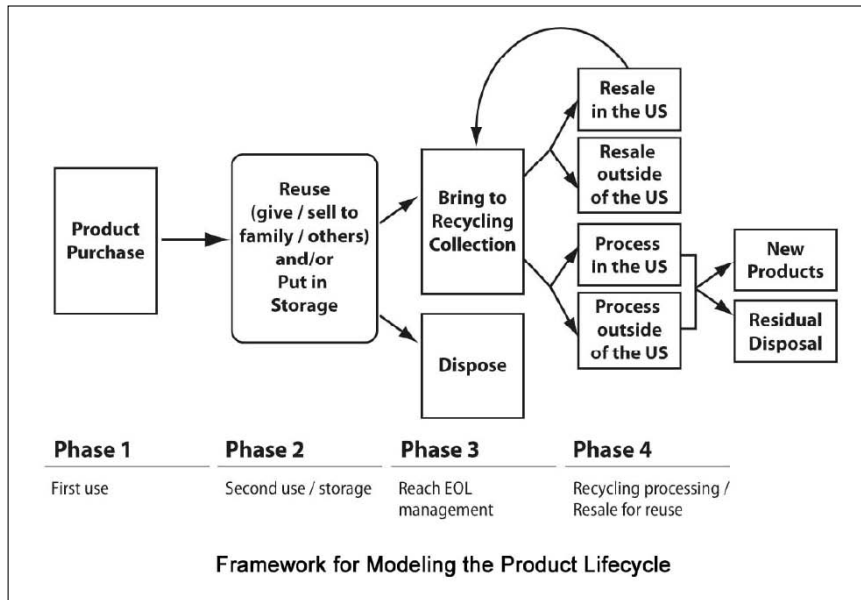 Product
Purchase
Reuse
(give / sell to
family / others)
and/or
Put in
Storage
Bring to
Recycling
Collection
Dispose
Resale
in the US
Resale
outside
of the US
Process
in the US
Process
outside
of the US
New
Products
Residual
Disposal
Phase 1
First use
Phase 2
Second use / storage
Phase 3
Reach EOL
management
Phase 4
Recycling processing /
Resale for reuse
Framework for Modeling the Product Lifecycle